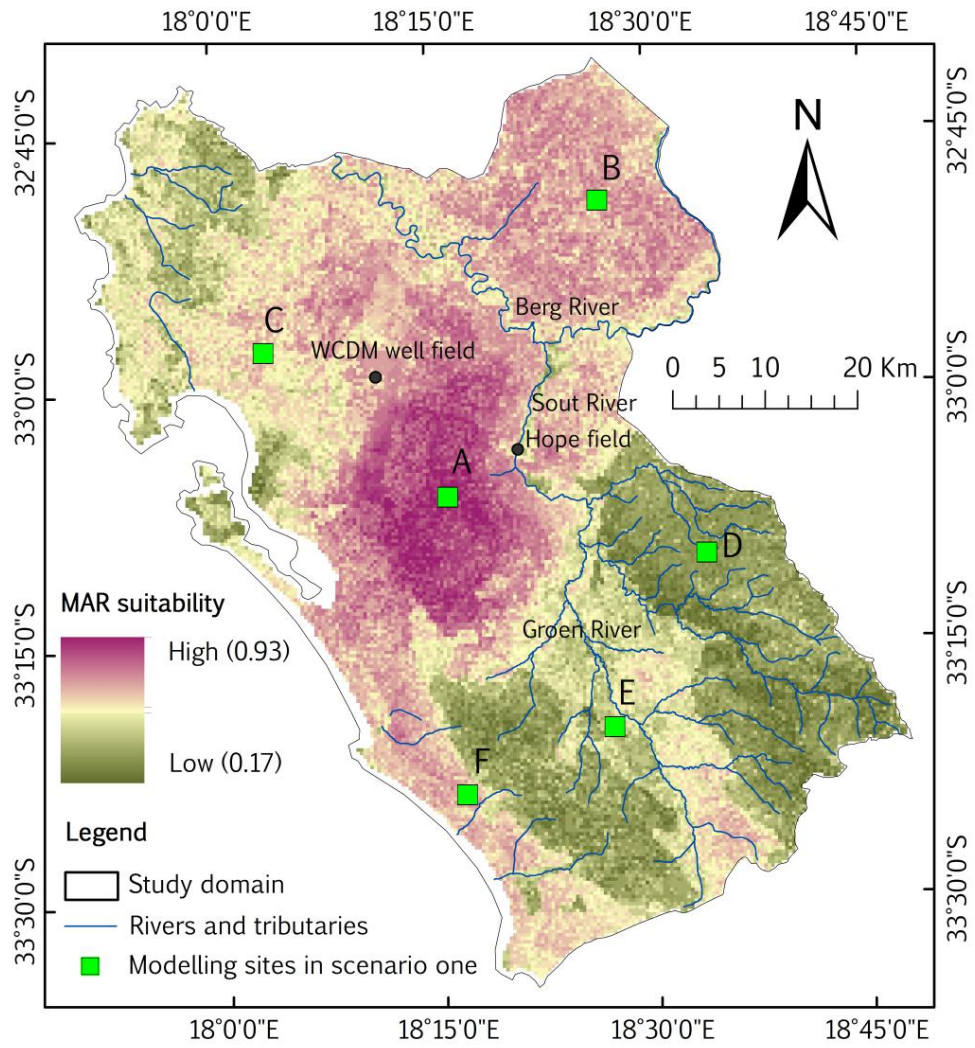 18°0'0"E 18°15'0"E 18°30'0"E 18°45'0"E
32°45'0"S
32°45'0"S
N
B
Berg River
C
WCDM well field
0 5 10 20 Km
33°0'0"S
33°0'0"S
Sout River
Hope field
A
D
MAR suitability
High (0.93)
Low (0.17)
Groen River
33°15'0"S
33°15'0"S
E
F
Legend
Study domain
Rivers and tributaries
Modelling sites in scenario one
33°30'0"S
33°30'0"S
18°0'0"E 18°15'0"E 18°30'0"E 18°45'0"E